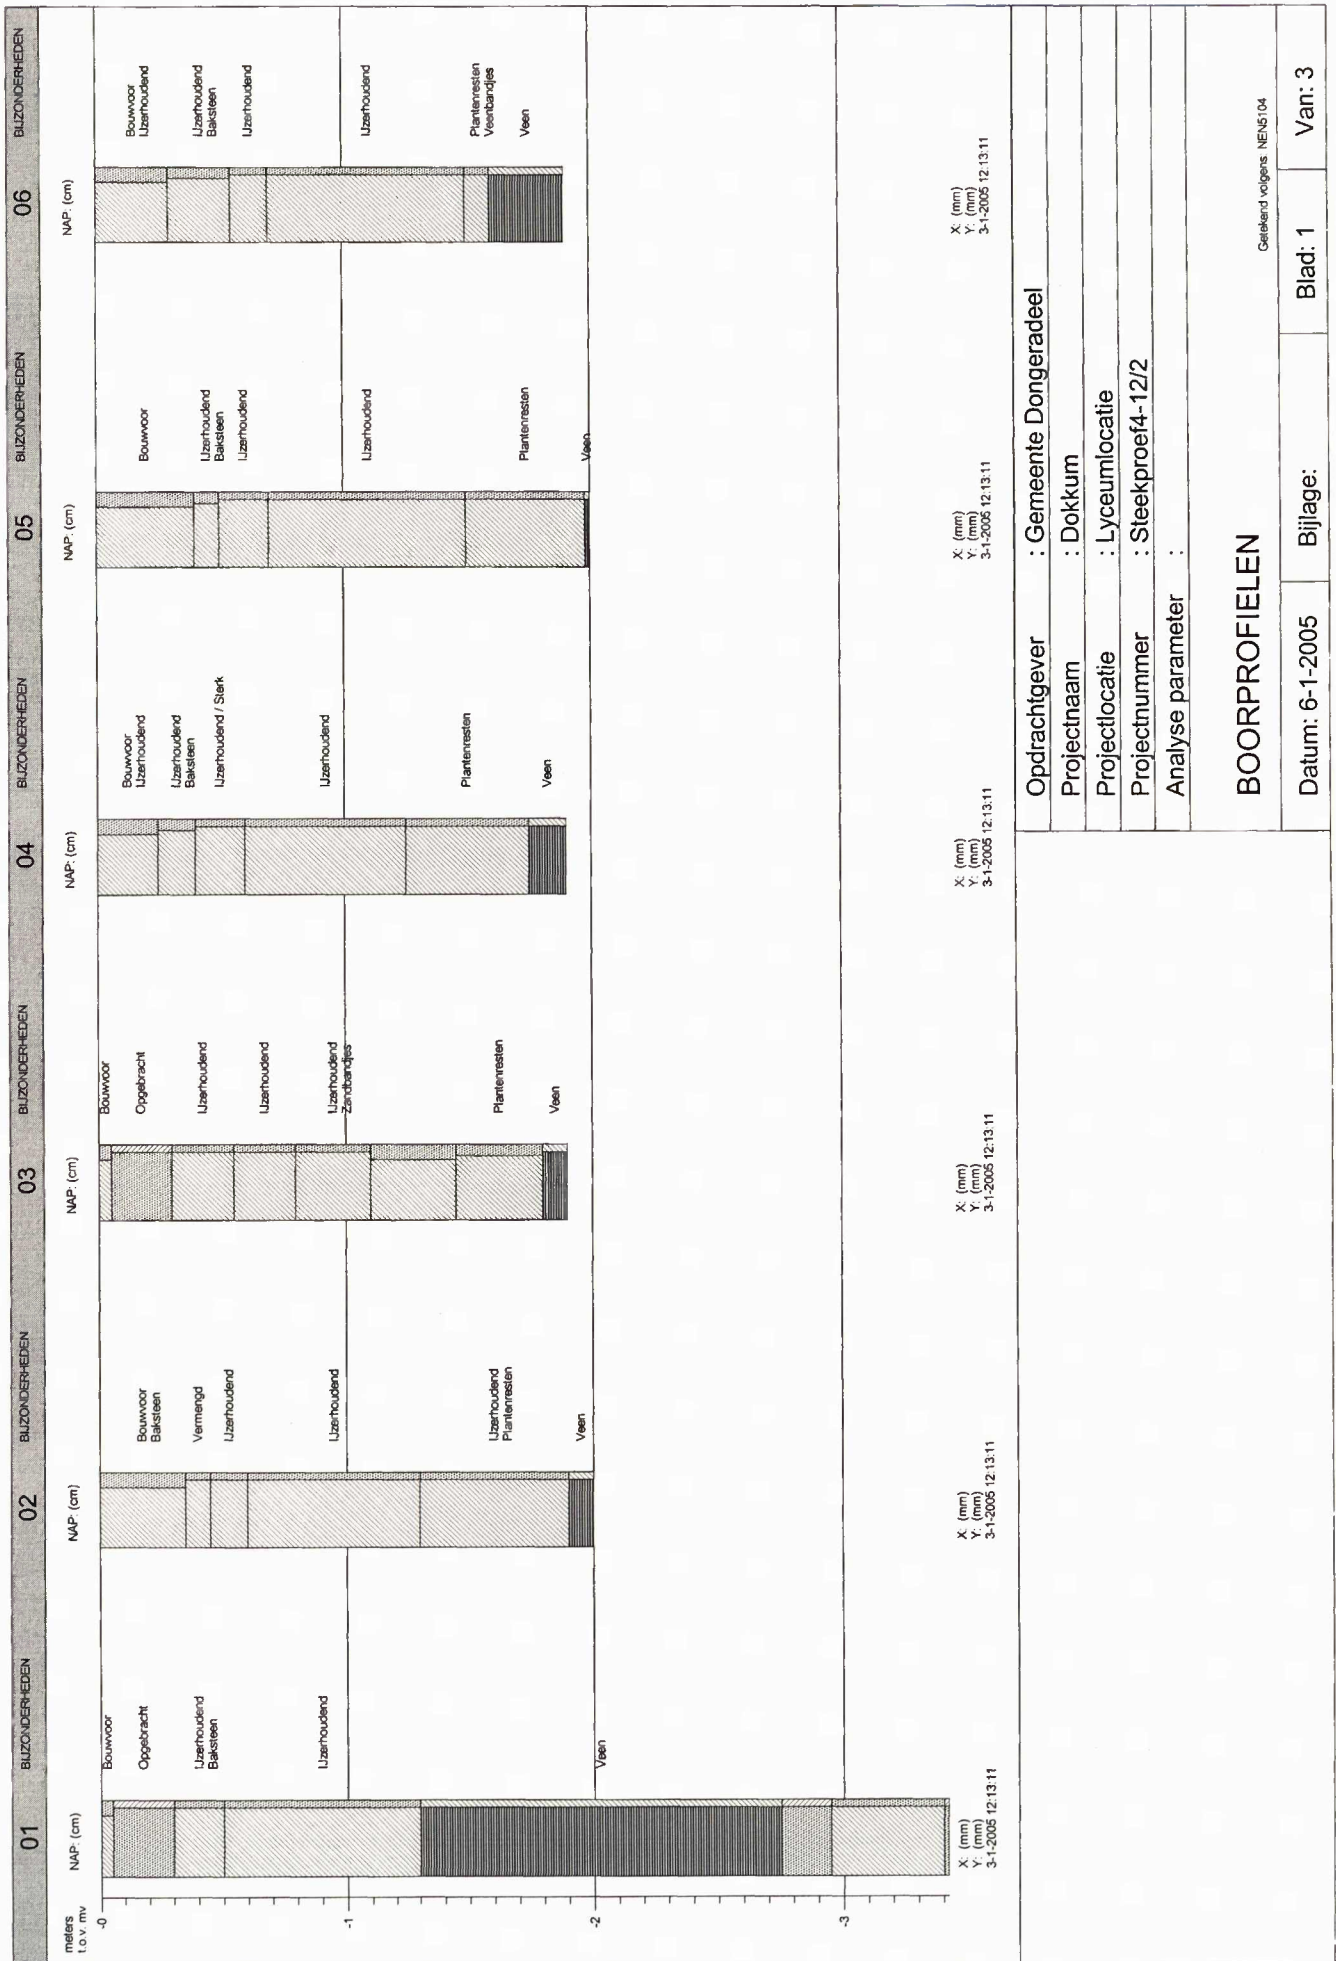 01 BIJZONDERHEDEN 02 BIJZONDERHEDEN 03 BIJZONDERHEDEN 04 BIJZONDERHEDEN 05 BIJZONDERHEDEN 06 BIJZONDERHEDEN
meters
t.o.v. mv
-0
-1
-2
-3
NAP: (cm)
Bouwvoor
Opgebracht
IJzerhoudend
Baksteen
IJzerhoudend
Veen
X: (mm)
Y: (mm)
3-1-2005 12:13:11
NAP: (cm)
Bouwvoor
Baksteen
Vermengd
IJzerhoudend
IJzerhoudend
IJzerhoudend
Plantenresten
Veen
X: (mm)
Y: (mm)
3-1-2005 12:13:11
NAP: (cm)
Bouwvoor
Opgebracht
IJzerhoudend
IJzerhoudend
IJzerhoudend
Zandbandjes
Plantenresten
Veen
X: (mm)
Y: (mm)
3-1-2005 12:13:11
NAP: (cm)
Bouwvoor
IJzerhoudend
IJzerhoudend
Baksteen
IJzerhoudend / Sterk
IJzerhoudend
Plantenresten
Veen
X: (mm)
Y: (mm)
3-1-2005 12:13:11
NAP: (cm)
Bouwvoor
IJzerhoudend
Baksteen
IJzerhoudend
IJzerhoudend
Plantenresten
Veen
X: (mm)
Y: (mm)
3-1-2005 12:13:11
NAP: (cm)
Bouwvoor
IJzerhoudend
IJzerhoudend
Baksteen
IJzerhoudend
IJzerhoudend
Plantenresten
Veenbandjes
Veen
X: (mm)
Y: (mm)
3-1-2005 12:13:11
Opdrachtgever : Gemeente Dongeradeel
Projectnaam : Dokkum
Projectlocatie : Lyceumlocatie
Projectnummer : Steekproef4-12/2
Analyse parameter :
BOORPROFIELEN
Getekend volgens NEN5104
Datum: 6-1-2005 Bijlage: Blad: 1 Van: 3